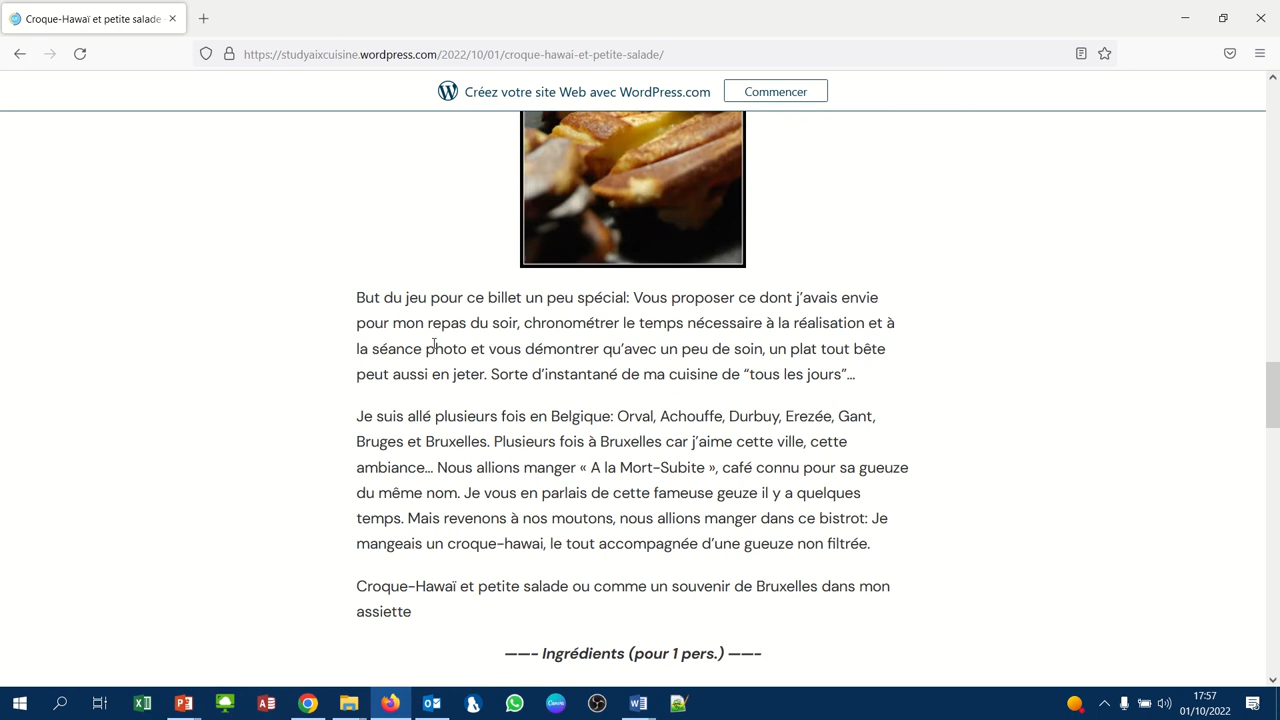 Croque-Hawaï et petite salade
https://studyaixcuisine.wordpress.com/2022/10/01/croque-hawai-et-petite-salade/
Créez votre site Web avec WordPress.com
Commencer
But du jeu pour ce billet un peu spécial: Vous proposer ce dont j’avais envie
pour mon repas du soir, chronométrer le temps nécessaire à la réalisation et à
la séance photo et vous démontrer qu’avec un peu de soin, un plat tout bête
peut aussi en jeter. Sorte d’instantané de ma cuisine de “tous les jours”…
Je suis allé plusieurs fois en Belgique: Orval, Achouffe, Durbuy, Erezée, Gant,
Bruges et Bruxelles. Plusieurs fois à Bruxelles car j’aime cette ville, cette
ambiance… Nous allions manger « A la Mort-Subite », café connu pour sa gueuze
du même nom. Je vous en parlais de cette fameuse geuze il y a quelques
temps. Mais revenons à nos moutons, nous allions manger dans ce bistrot: Je
mangeais un croque-hawai, le tout accompagnée d’une gueuze non filtrée.
Croque-Hawaï et petite salade ou comme un souvenir de Bruxelles dans mon
assiette
——- Ingrédients (pour 1 pers.) ——-
17:57
01/10/2022